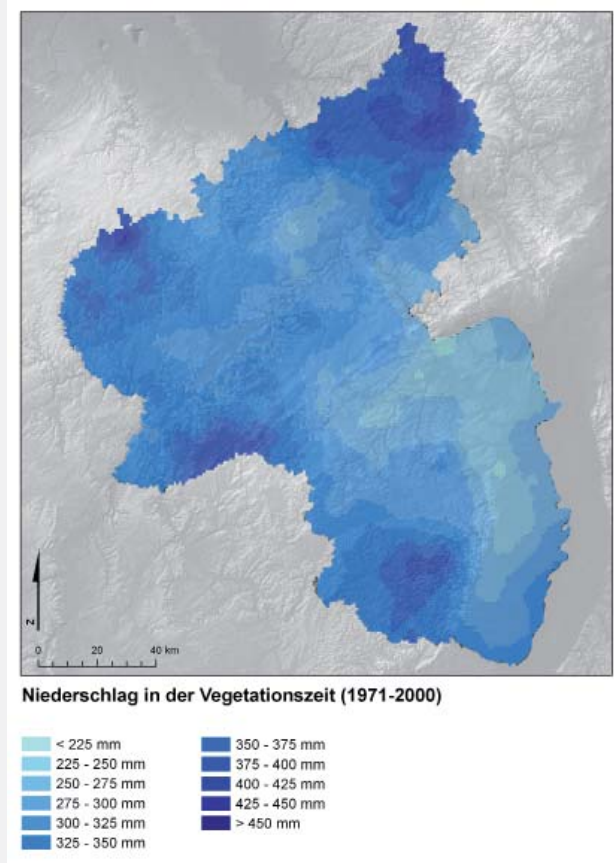 N
0 20 40 km
Niederschlag in der Vegetationszeit (1971-2000)
< 225 mm
225 - 250 mm
250 - 275 mm
275 - 300 mm
300 - 325 mm
325 - 350 mm
350 - 375 mm
375 - 400 mm
400 - 425 mm
425 - 450 mm
> 450 mm